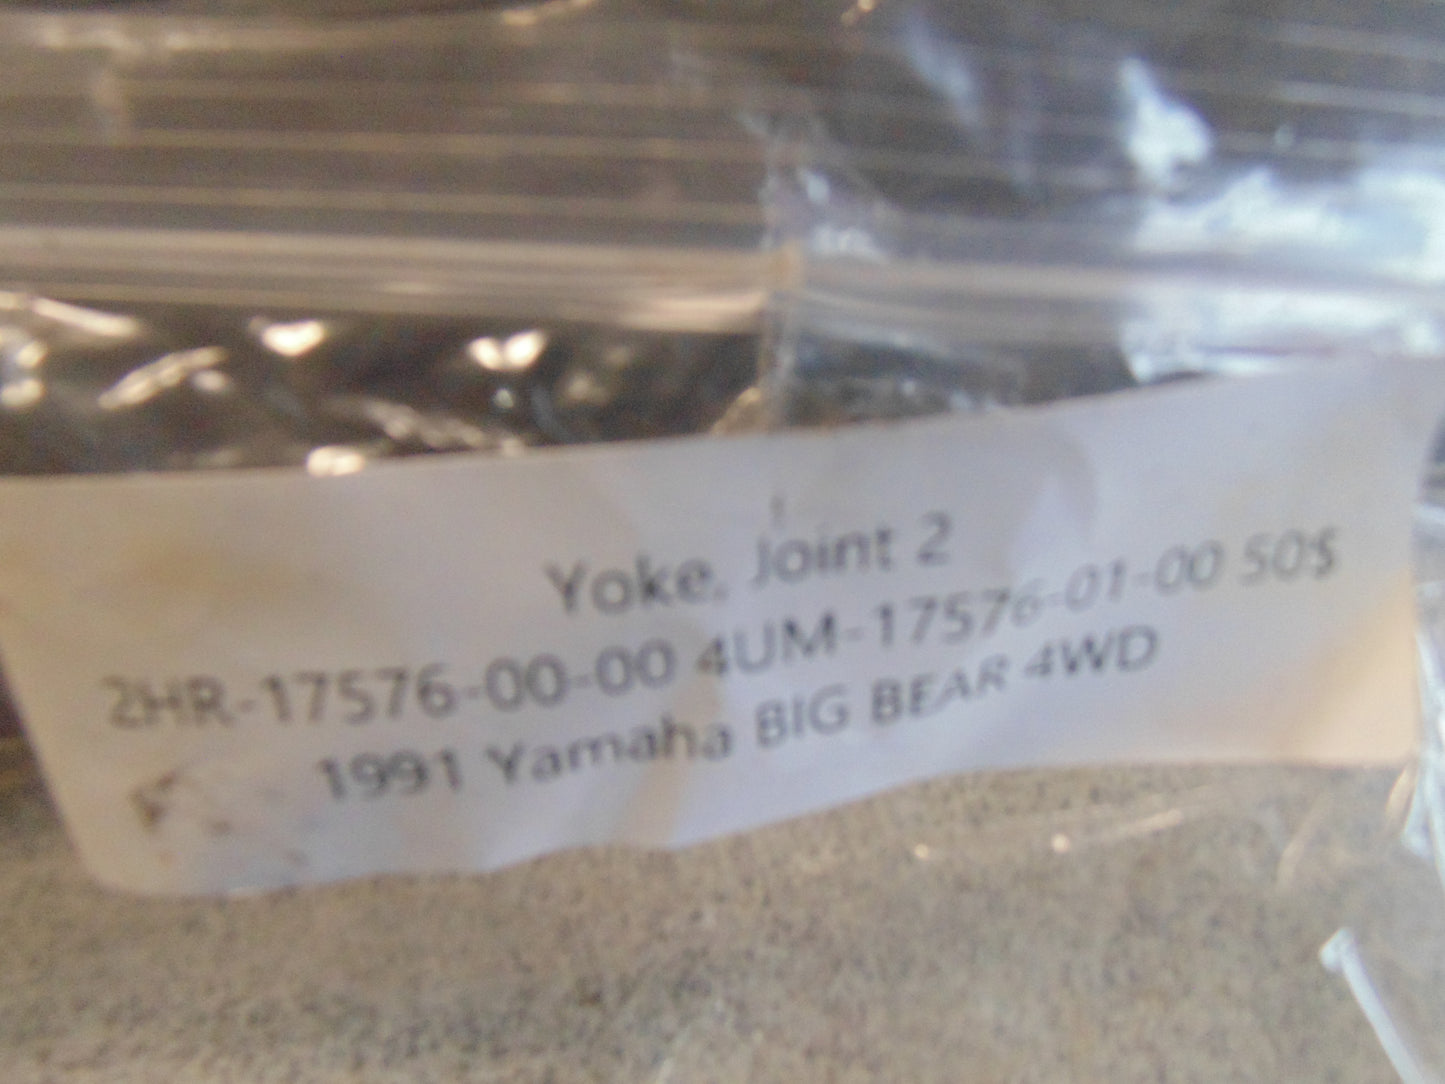 Yoke, Joint 2
2HR-17576-00-00 4UM-17576-01-00 50$
1991 Yamaha BIG BEAR 4WD